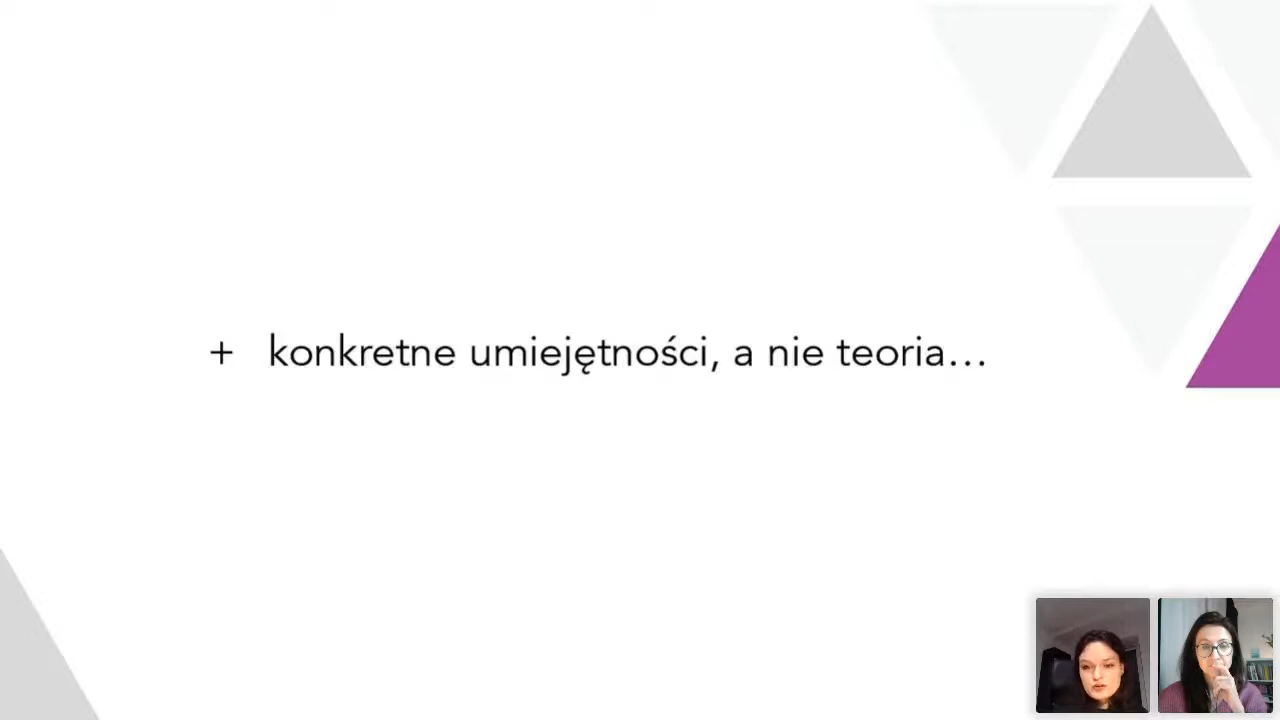 + konkretne umiejętności, a nie teoria…